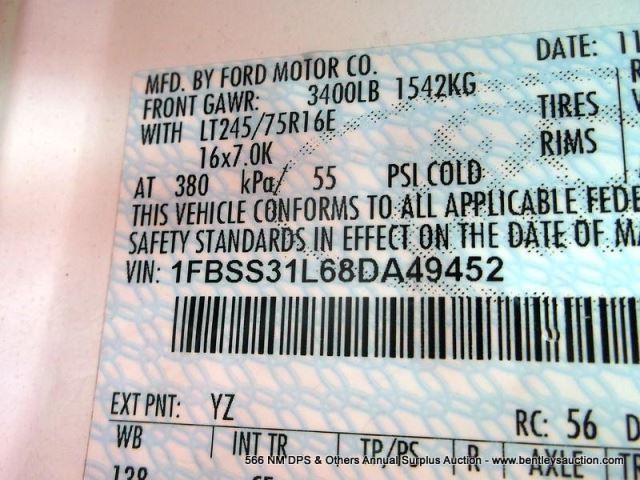 DATE: 11
MFD. BY FORD MOTOR CO.
FRONT GAWR: 3400LB 1542KG
WITH LT245/75R16E TIRES
16x7.0K RIMS
AT 380 kPa/ 55 PSI COLD
THIS VEHICLE CONFORMS TO ALL APPLICABLE FEDE
SAFETY STANDARDS IN EFFECT ON THE DATE OF MA
VIN: 1FBSS31L68DA49452
EXT PNT: YZ RC: 56 D
WB INT TR TP/PS R AXLE TR
138
566 NM DPS & Others Annual Surplus Auction - www.bentleysauction.com